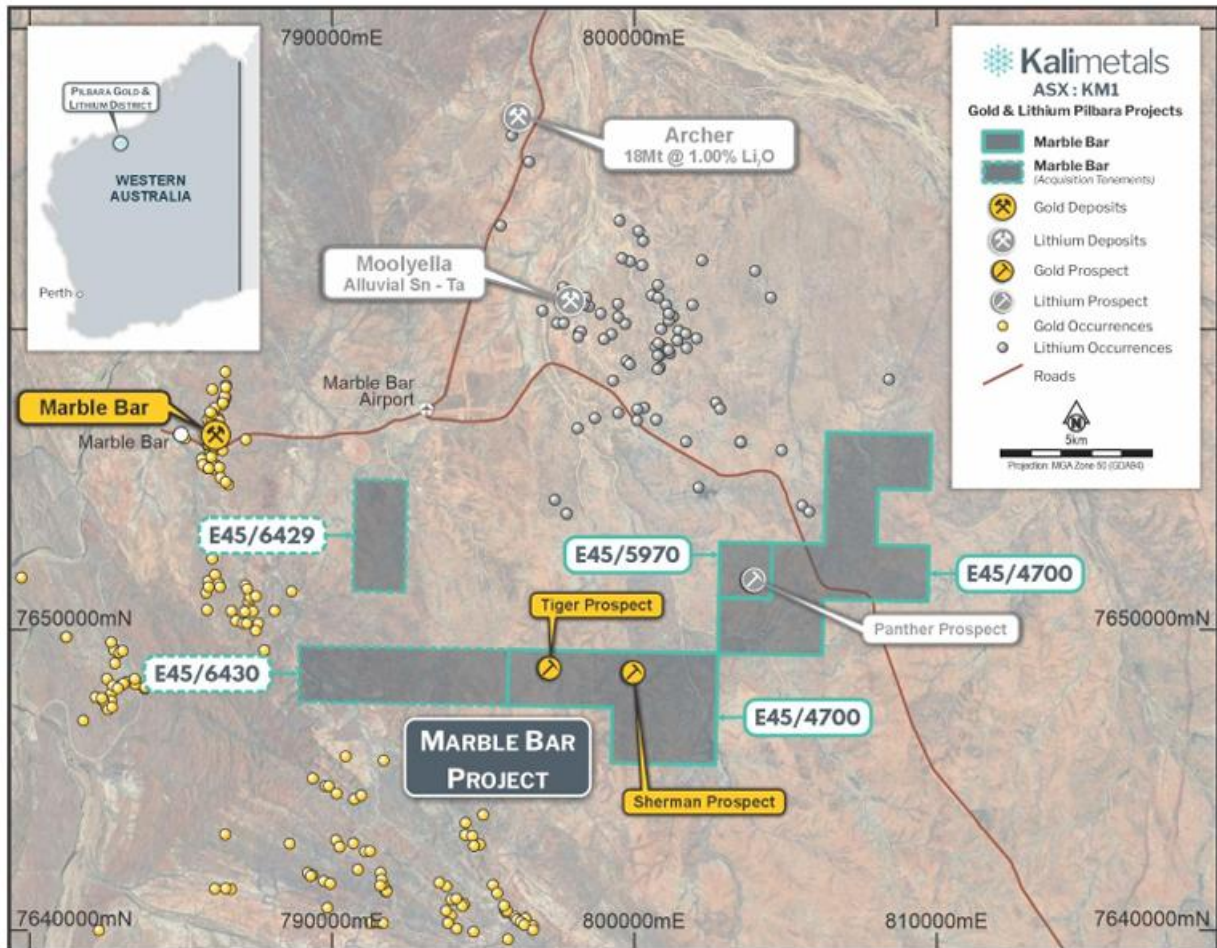 790000mE
800000mE
PILBARA GOLD &
LITHIUM DISTRICT
WESTERN
AUSTRALIA
Perth
Kalimetals
ASX : KM1
Gold & Lithium Pilbara Projects
Marble Bar
Marble Bar
(Acquisition Tenements)
Gold Deposits
Lithium Deposits
Gold Prospect
Lithium Prospect
Gold Occurrences
Lithium Occurrences
Roads
N
5km
Projection: MGA Zone 50 (GDA94)
Archer
18Mt @ 1.00% Li₂O
Moolyella
Alluvial Sn - Ta
Marble Bar
Airport
Marble Bar
Marble Bar
E45/6429
E45/5970
E45/4700
Tiger Prospect
Panther Prospect
7650000mN
7650000mN
E45/6430
E45/4700
MARBLE BAR
PROJECT
Sherman Prospect
7640000mN
790000mE
800000mE
810000mE
7640000mN